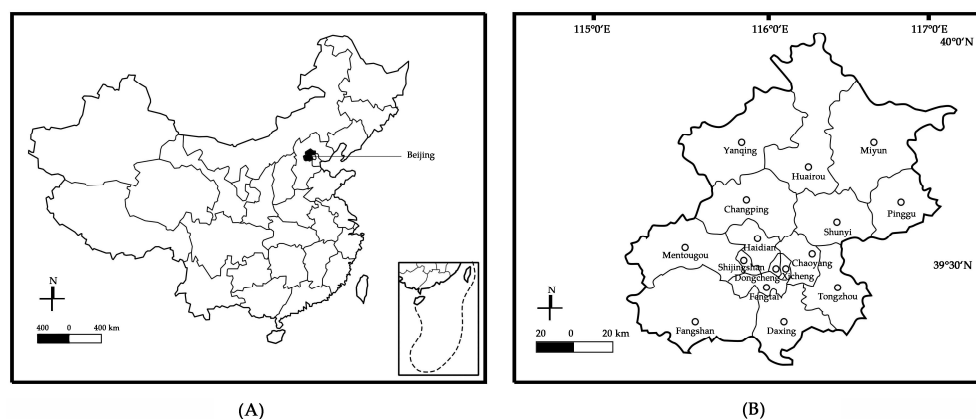 Beijing
N
400 0 400 km
(A)
115°0'E 116°0'E 117°0'E
40°0'N
Yanqing
Miyun
Huairou
Changping
Pinggu
Shunyi
Haidian
Mentougou
Chaoyang
Shijingshan
39°30'N
Dongcheng
Xicheng
Fengtai
Tongzhou
N
Fangshan
Daxing
20 0 20 km
(B)